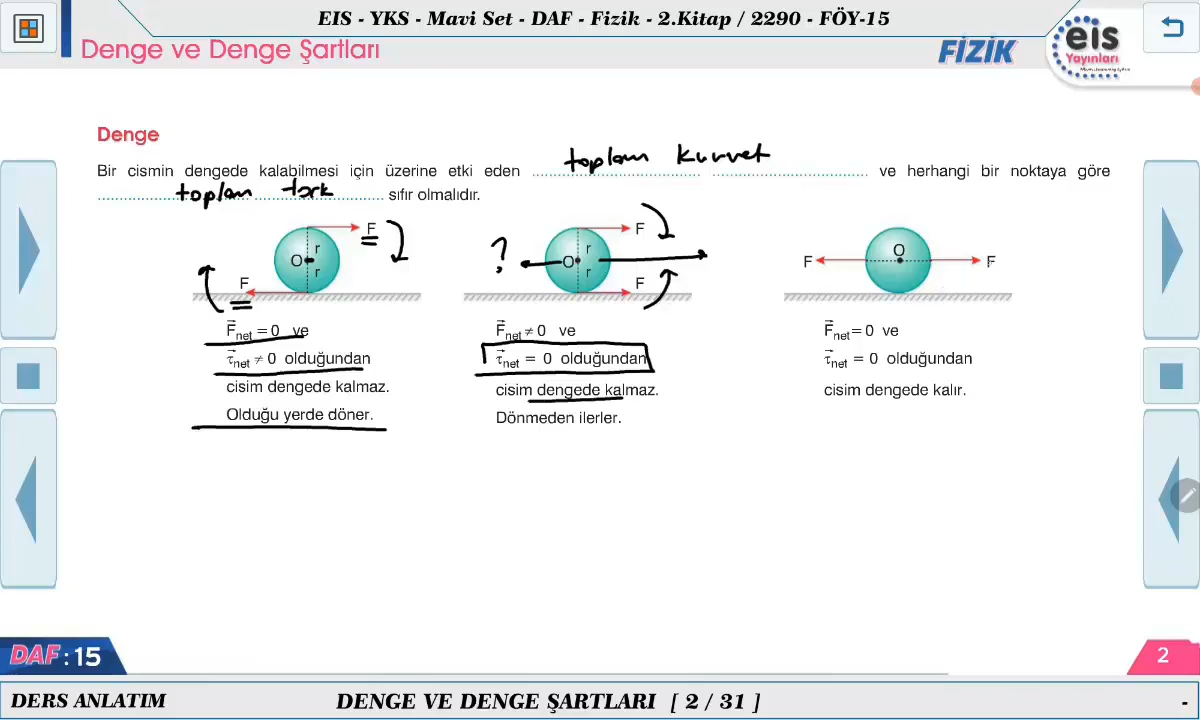 EIS - YKS - Mavi Set - DAF - Fizik - 2.Kitap / 2290 - FÖY-15
Denge ve Denge Şartları
FİZİK
eis
Yayınları
Denge
Bir cismin dengede kalabilmesi için üzerine etki eden toplam kuvvet ve herhangi bir noktaya göre
toplam tork sıfır olmalıdır.
F
O
r
r
F
?
F
O
r
r
F
F
O
F
F net = 0 ve
τ net ≠ 0 olduğundan
cisim dengede kalmaz.
Olduğu yerde döner.
F net ≠ 0 ve
τ net = 0 olduğundan
cisim dengede kalmaz.
Dönmeden ilerler.
F net = 0 ve
τ net = 0 olduğundan
cisim dengede kalır.
DAF : 15
2
DERS ANLATIM
DENGE VE DENGE ŞARTLARI [ 2 / 31 ]
-